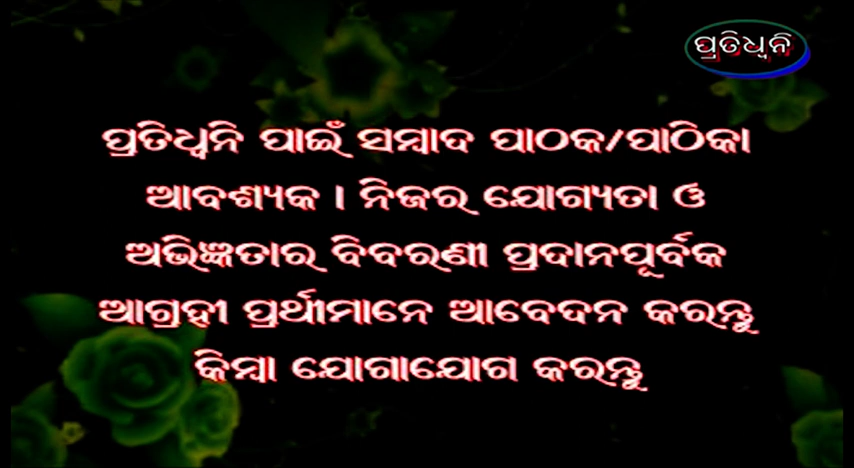 ପ୍ରତିଧ୍ୱନି
ପ୍ରତିଧ୍ୱନି ପାଇଁ ସମ୍ବାଦ ପାଠକ/ପାଠିକା
ଆବଶ୍ୟକ । ନିଜର ଯୋଗ୍ୟତା ଓ
ଅଭିଜ୍ଞତାର ବିବରଣୀ ପ୍ରଦାନପୂର୍ବକ
ଆଗ୍ରହୀ ପ୍ରର୍ଥୀମାନେ ଆବେଦନ କରନ୍ତୁ
କିମ୍ବା ଯୋଗାଯୋଗ କରନ୍ତୁ